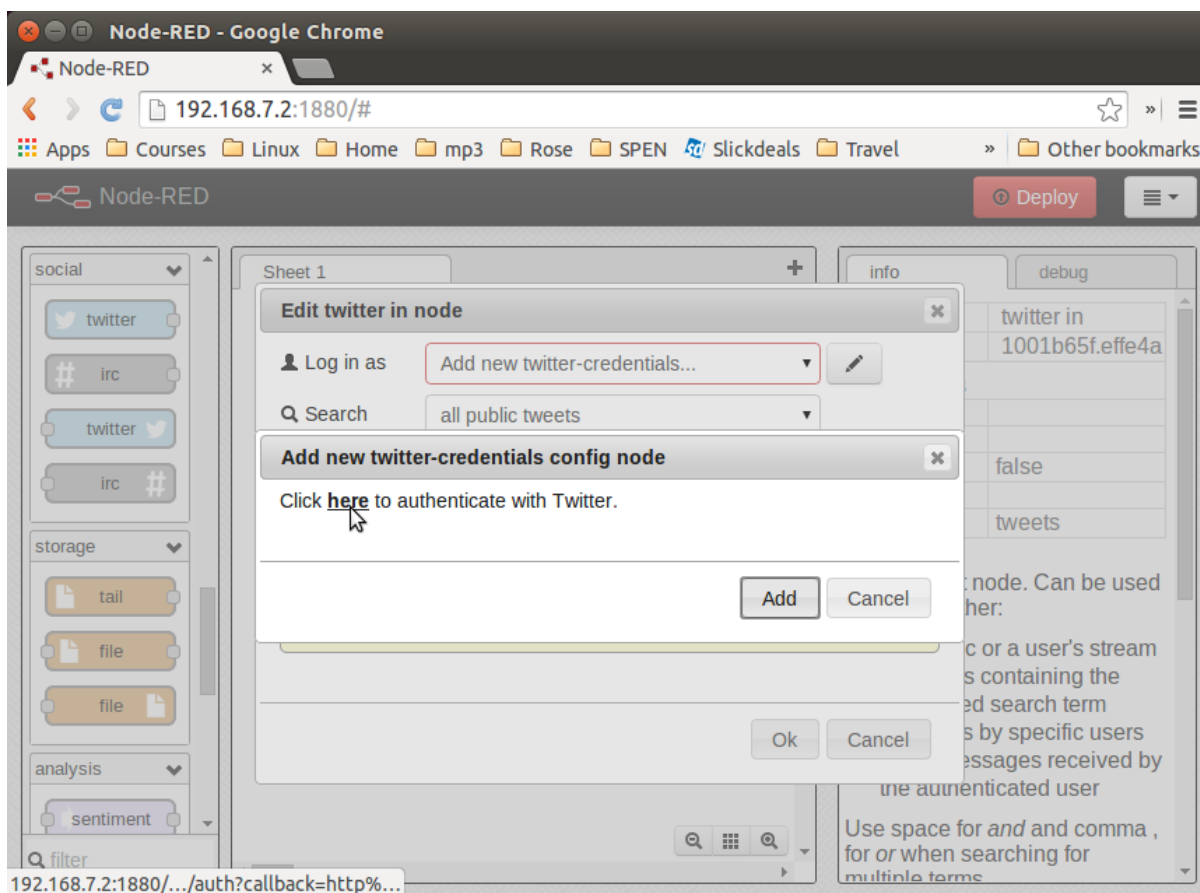 Node-RED - Google Chrome
Node-RED ×
192.168.7.2:1880/# »
Apps Courses Linux Home mp3 Rose SPEN Slickdeals Travel » Other bookmarks
Node-RED Deploy
social
twitter
# irc
twitter
irc #
storage
tail
file
file
analysis
sentiment
filter
Sheet 1 +
Edit twitter in node ×
Log in as Add new twitter-credentials...
Search all public tweets
Add new twitter-credentials config node ×
Click here to authenticate with Twitter.
Add Cancel
Ok Cancel
info debug
twitter in
1001b65f.effe4a
false
tweets
node. Can be used
her:
c or a user's stream
s containing the
ed search term
s by specific users
essages received by
the authenticated user
Use space for and and comma ,
for or when searching for
multiple terms
192.168.7.2:1880/.../auth?callback=http%...